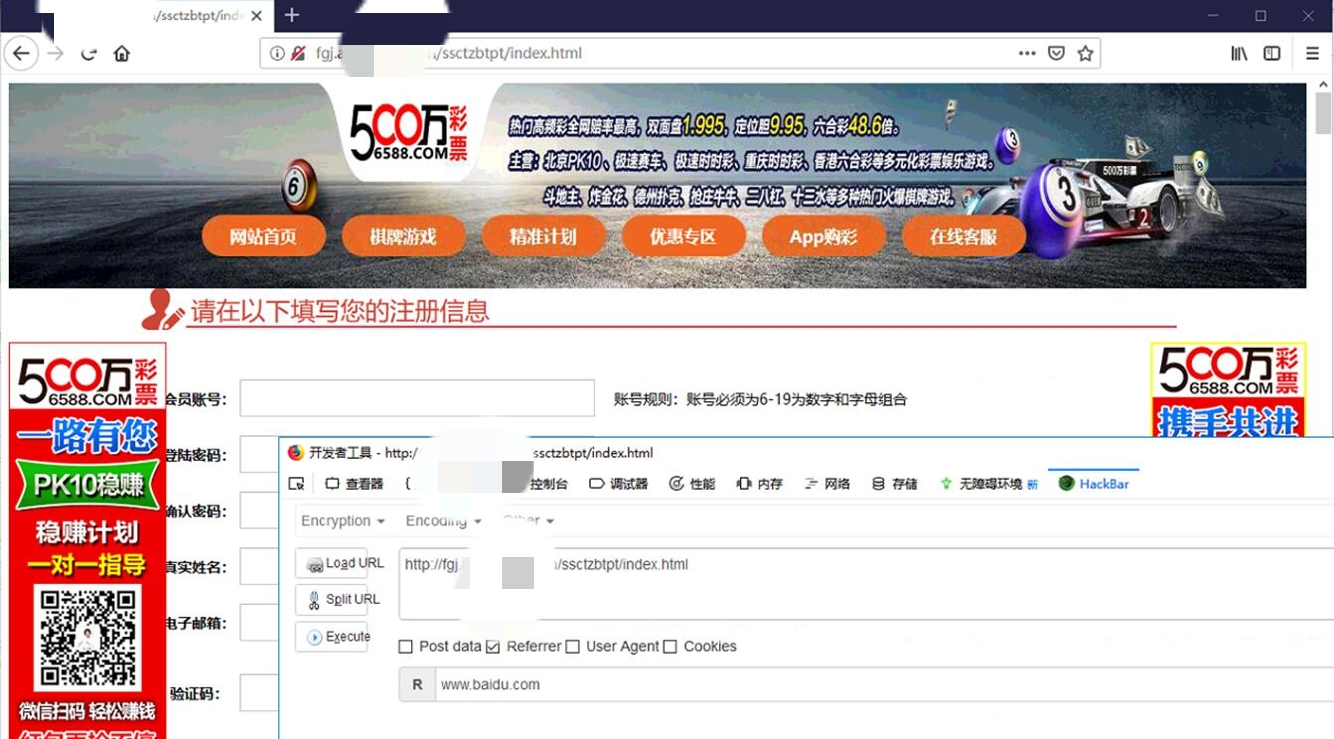 /ssctzbtpt/inde
fgj.a /ssctzbtpt/index.html
500万彩票
6588.COM
热门高频彩全网赔率最高，双面盘1.995，定位胆9.95，六合彩48.6倍。
主营：北京PK10、极速赛车、极速时时彩、重庆时时彩、香港六合彩等多元化彩票娱乐游戏。
斗地主、炸金花、德州扑克、抢庄牛牛、二八杠、十三水等多种热门火爆棋牌游戏。
6
3
3
9
500万彩票
2
网站首页 棋牌游戏 精准计划 优惠专区 App购彩 在线客服
请在以下填写您的注册信息
500万彩票
6588.COM
一路有您
PK10稳赚
稳赚计划
一对一指导
微信扫码 轻松赚钱
会员账号： 账号规则：账号必须为6-19为数字和字母组合
登陆密码：
确认密码：
真实姓名：
电子邮箱：
验证码：
500万彩票
6588.COM
携手共进
开发者工具 - http:/ ssctzbtpt/index.html
查看器 控制台 调试器 性能 内存 网络 存储 无障碍环境 新 HackBar
Encryption Encoding Other
Load URL http://fgj. /ssctzbtpt/index.html
Split URL
Execute
Post data Referrer User Agent Cookies
R www.baidu.com